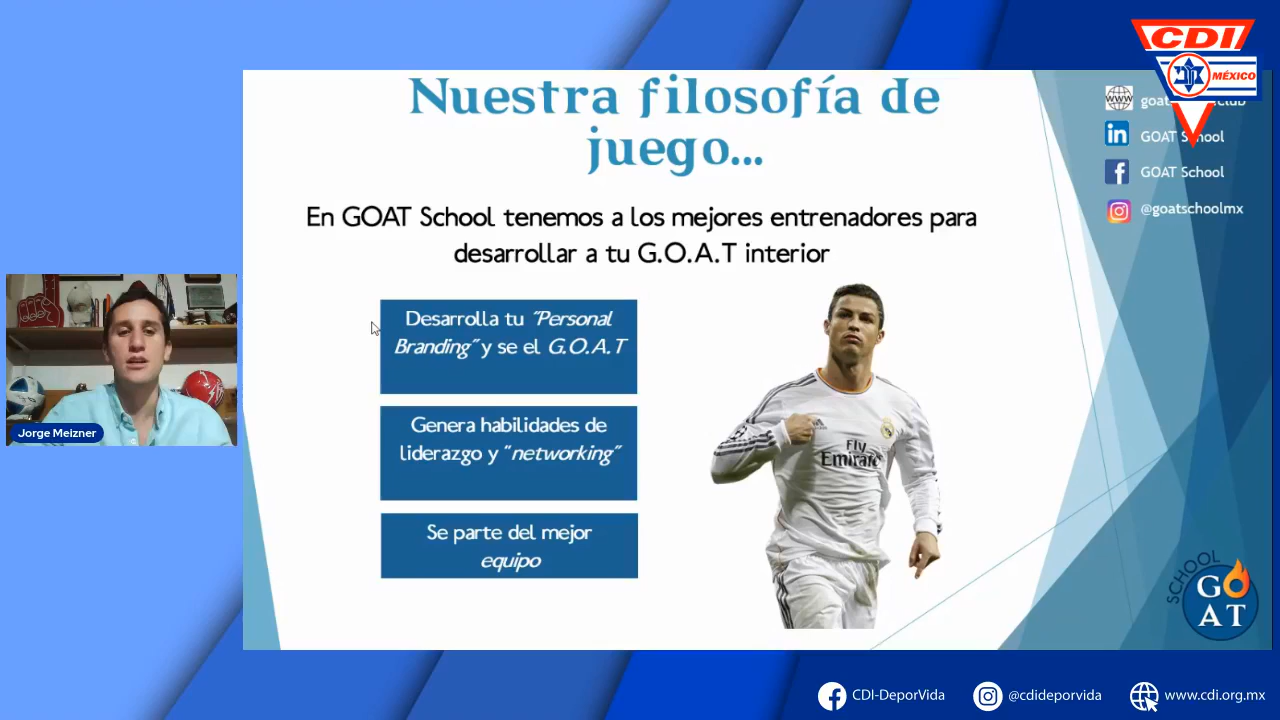 Nuestra filosofía de
juego...
En GOAT School tenemos a los mejores entrenadores para
desarrollar a tu G.O.A.T interior
Desarrolla tu "Personal
Branding" y se el G.O.A.T
Genera habilidades de
liderazgo y "networking"
Se parte del mejor
equipo
Fly
Emirates
Jorge Meizner
CDI
MÉXICO
www
in
GOAT School
GOAT School
@goatschoolmx
SCHOOL
GO
AT
CDI-DeporVida
@cdideporvida
www.cdi.org.mx